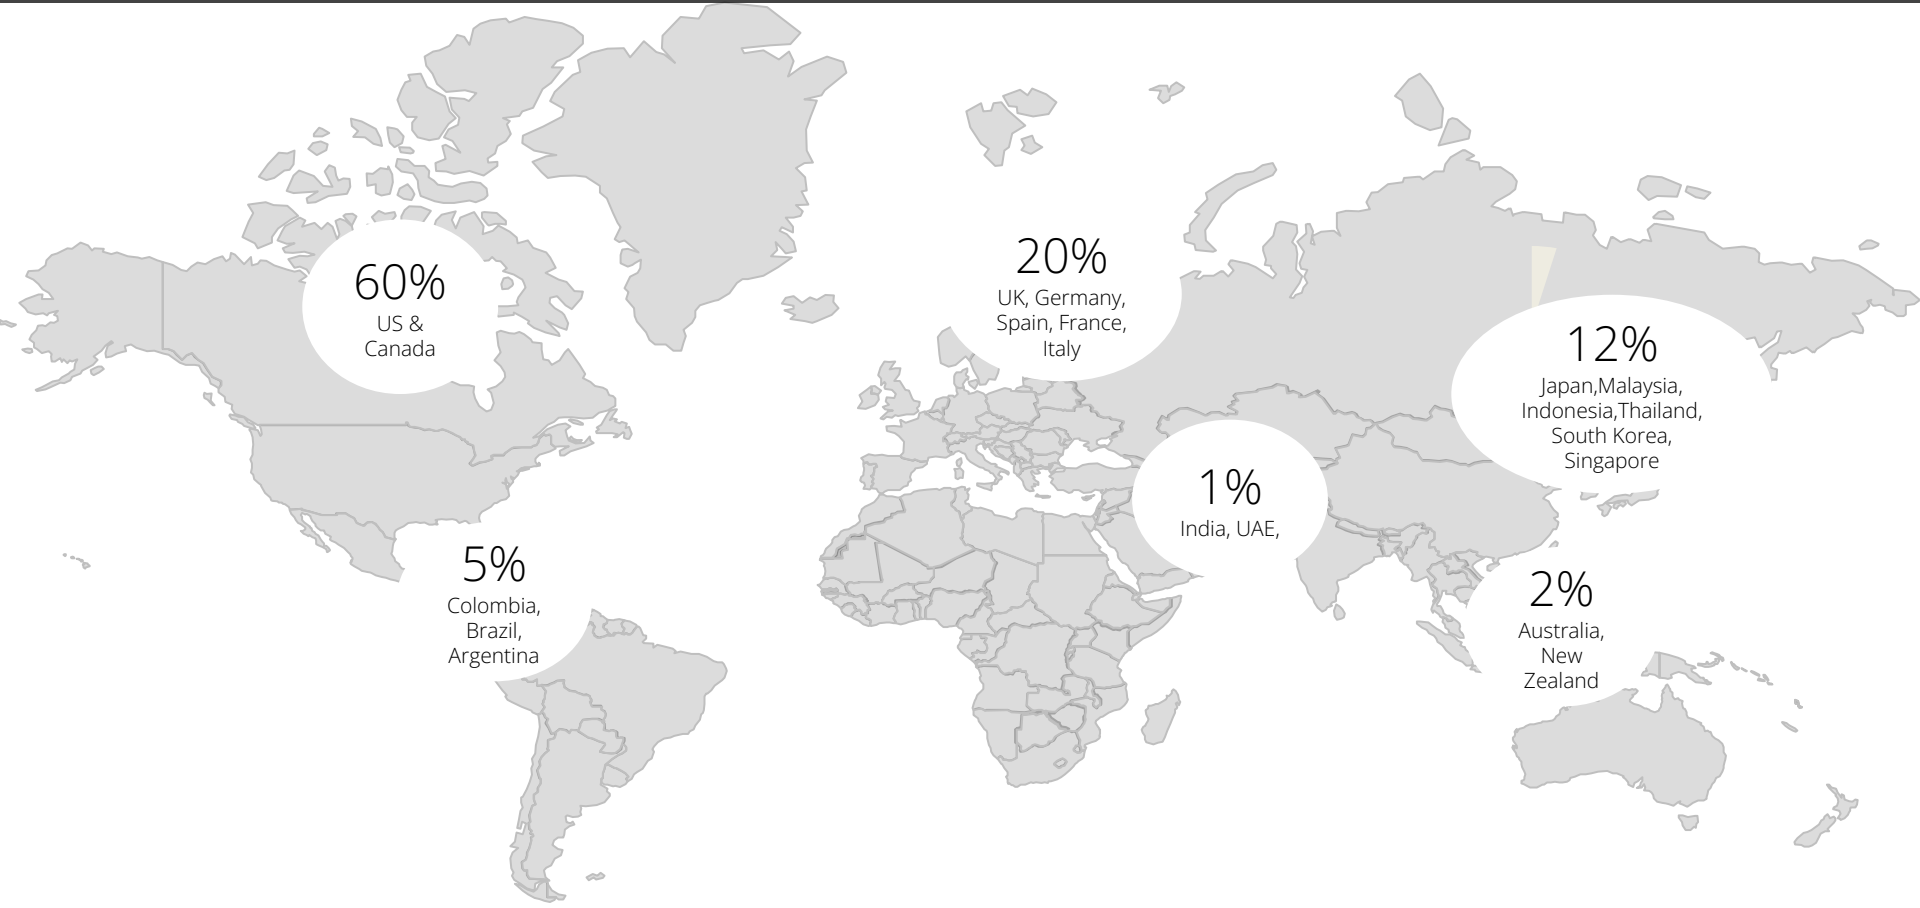 60%
US &
Canada
20%
UK, Germany,
Spain, France,
Italy
12%
Japan,Malaysia,
Indonesia,Thailand,
South Korea,
Singapore
1%
India, UAE,
5%
Colombia,
Brazil,
Argentina
2%
Australia,
New
Zealand